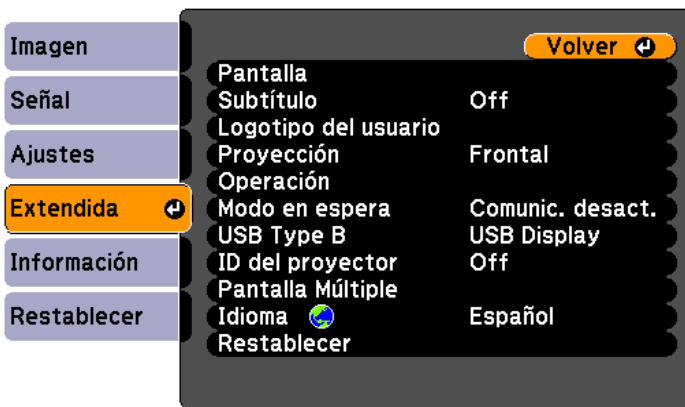 Imagen
Señal
Ajustes
Extendida
Información
Restablecer
Volver
Pantalla
Subtítulo Off
Logotipo del usuario
Proyección Frontal
Operación
Modo en espera Comunic. desact.
USB Type B USB Display
ID del proyector Off
Pantalla Múltiple
Idioma Español
Restablecer